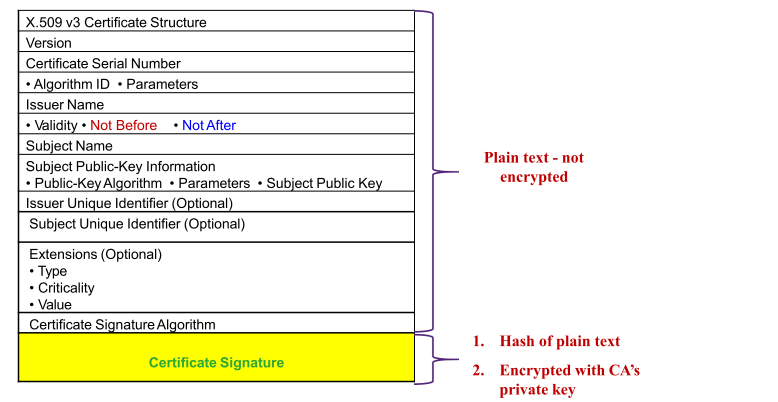 X.509 v3 Certificate Structure
Version
Certificate Serial Number
• Algorithm ID • Parameters
Issuer Name
• Validity • Not Before • Not After
Subject Name
Subject Public-Key Information
• Public-Key Algorithm • Parameters • Subject Public Key
Issuer Unique Identifier (Optional)
Subject Unique Identifier (Optional)
Extensions (Optional)
• Type
• Criticality
• Value
Certificate Signature Algorithm
Certificate Signature
Plain text - not
encrypted
1. Hash of plain text
2. Encrypted with CA's
private key